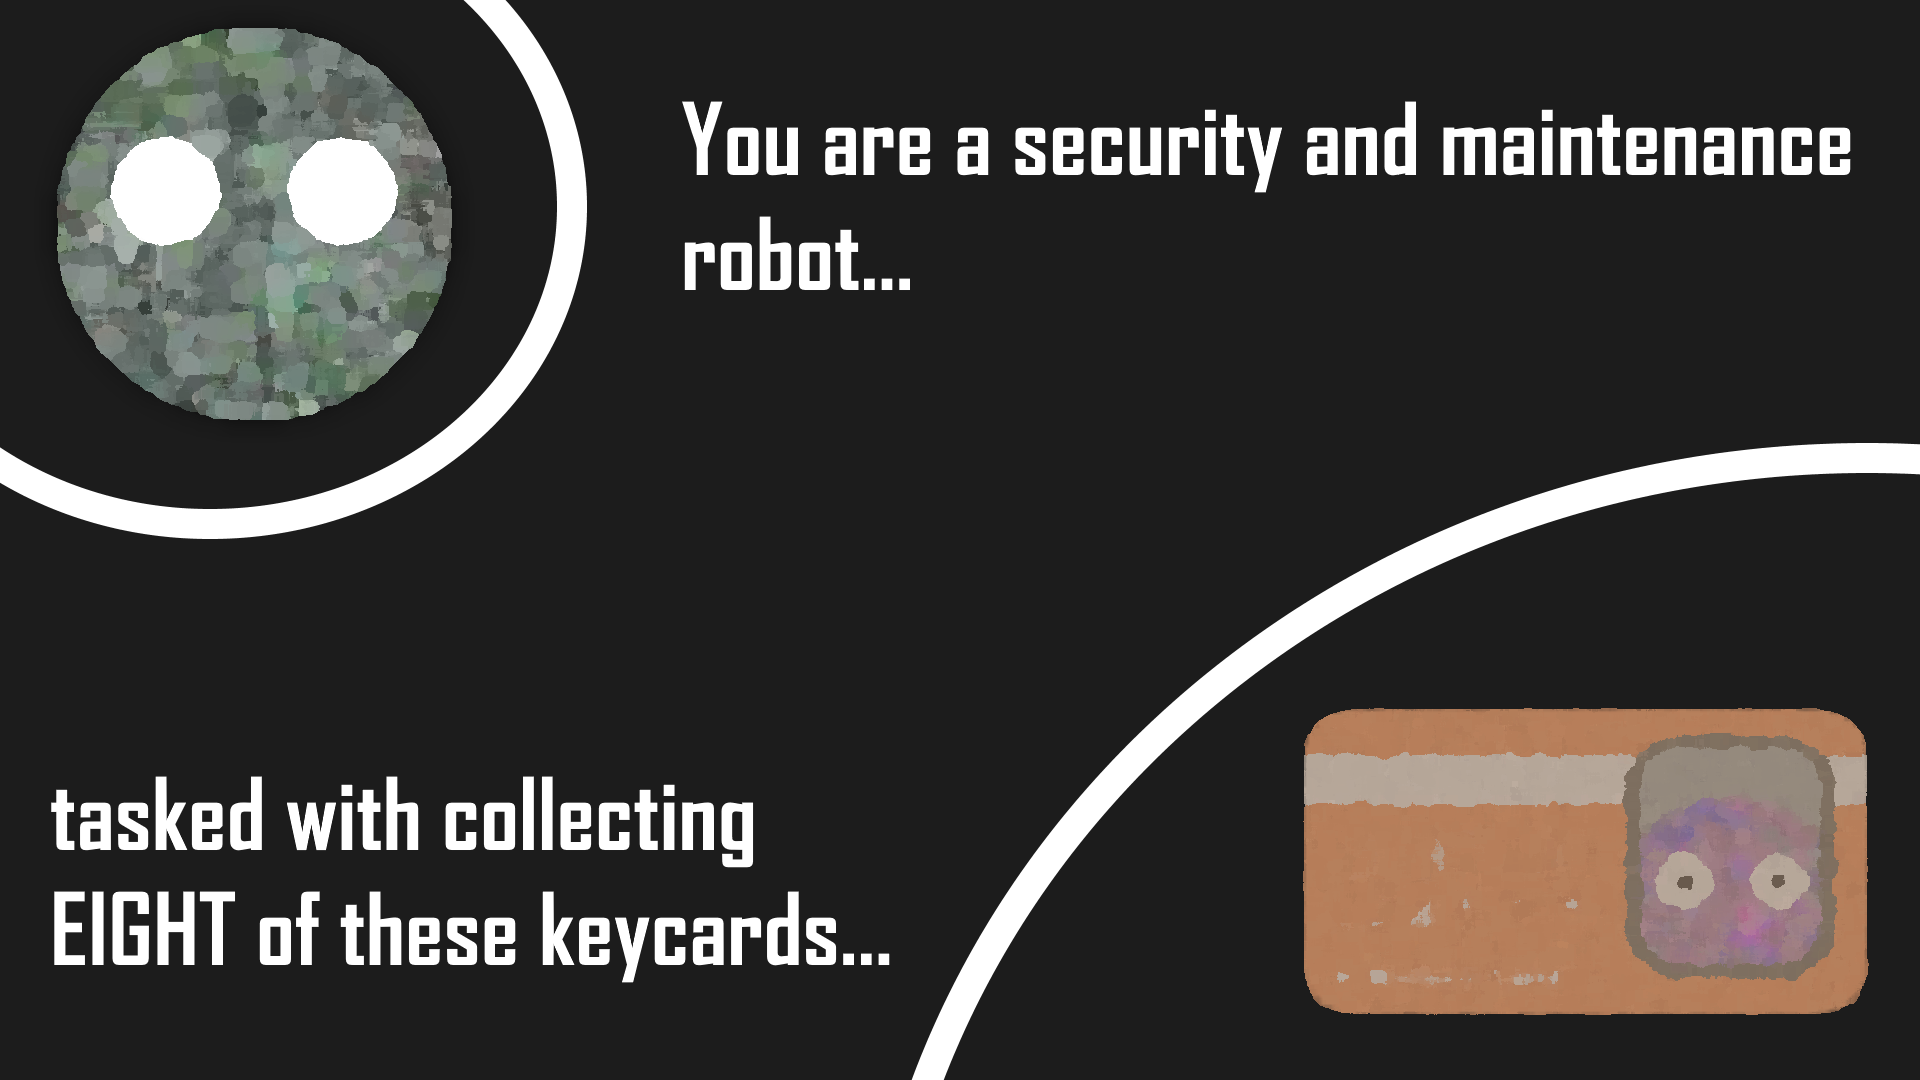 You are a security and maintenance
robot...
tasked with collecting
EIGHT of these keycards...